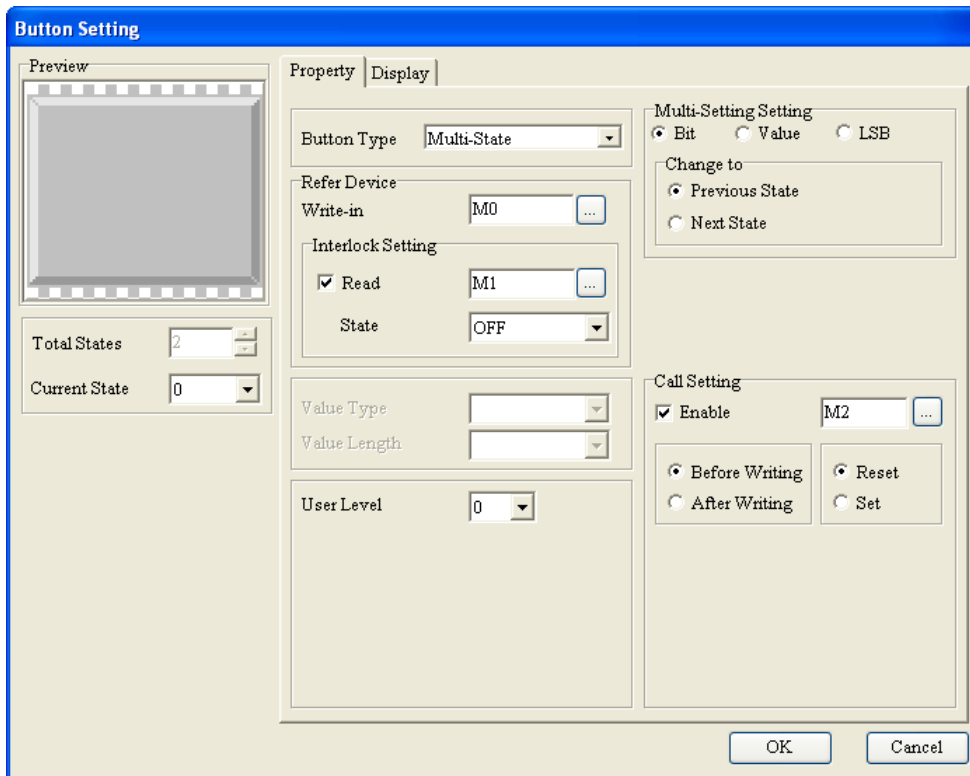 Button Setting
Preview
Total States 2
Current State 0
Property Display
Button Type Multi-State
Refer Device
Write-in M0 ...
Interlock Setting
Read M1 ...
State OFF
Value Type
Value Length
User Level 0
Multi-Setting Setting
Bit Value LSB
Change to
Previous State
Next State
Call Setting
Enable M2 ...
Before Writing Reset
After Writing Set
OK Cancel